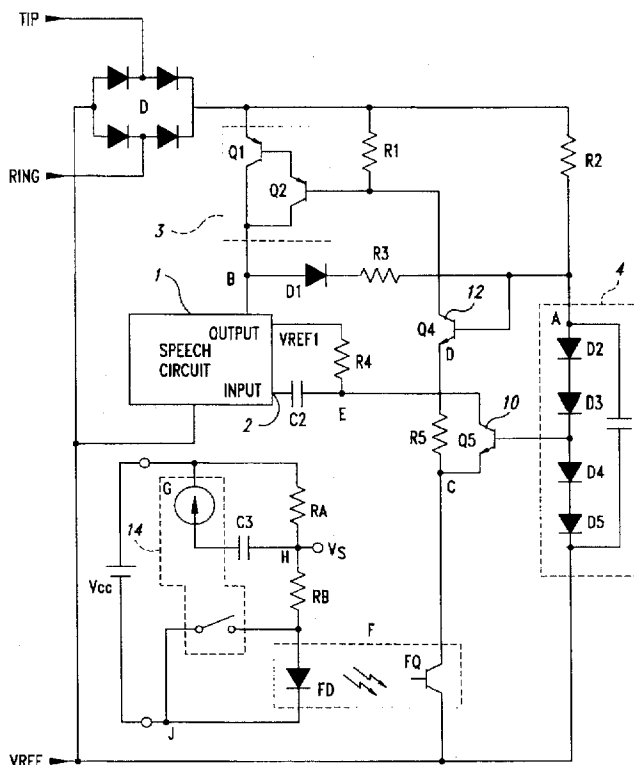 TIP
D
RING
Q1
Q2
R1
R2
3
B
D1
R3
12
4
A
1
OUTPUT
SPEECH
CIRCUIT
INPUT
VREF1
R4
Q4
D
D2
2
C2
E
10
D3
R5
Q5
C
D4
D5
G
14
RA
C3
H
VS
Vcc
RB
F
FD
FQ
J
VREF